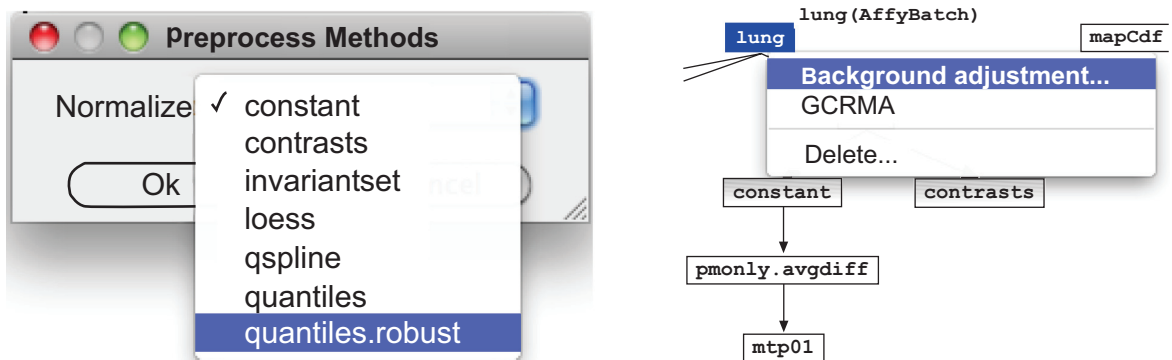 Preprocess Methods
Normalize
✓ constant
contrasts
invariantset
loess
qspline
quantiles
quantiles.robust
Ok
ncel
lung(AffyBatch)
lung
mapCdf
Background adjustment...
GCRMA
Delete...
constant
contrasts
pmonly.avgdiff
mtp01